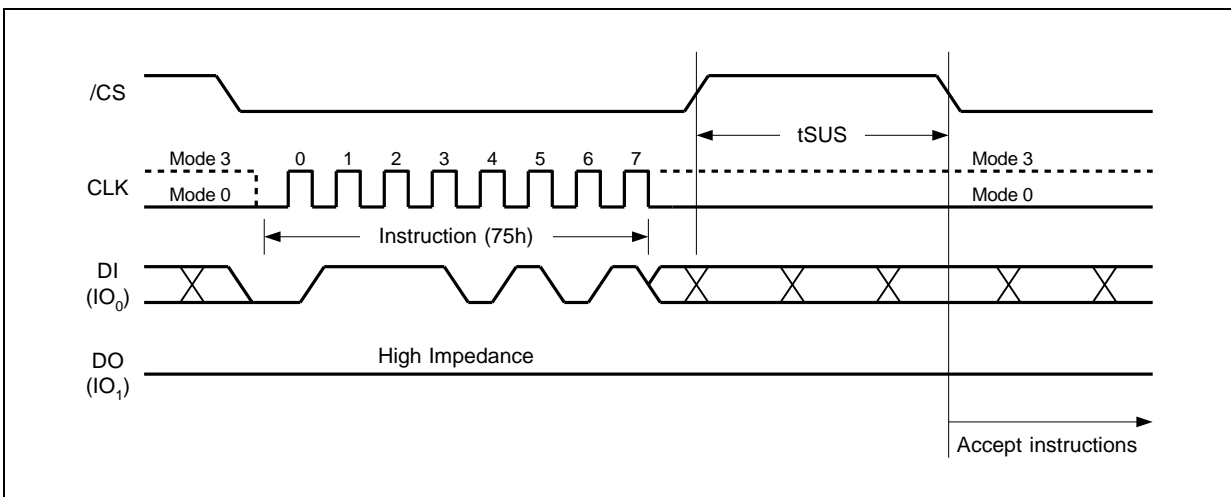 /CS
tSUS
Mode 3 0 1 2 3 4 5 6 7 Mode 3
CLK
Mode 0 Mode 0
Instruction (75h)
DI
(IO0)
High Impedance
DO
(IO1)
Accept instructions